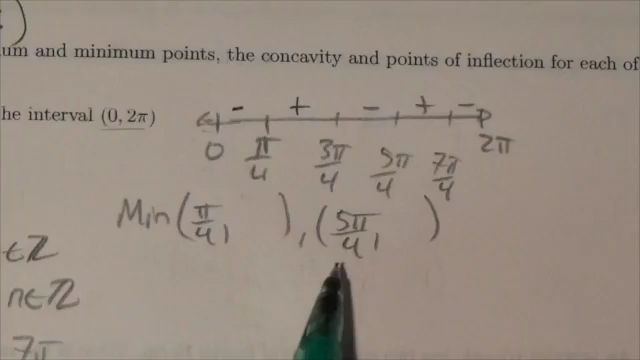 um and minimum points, the concavity and points of inflection for each of
he interval (0, 2π)
- + - + -
0 π/4 3π/4 5π/4 7π/4 2π
Min (π/4, ), (5π/4, )
∈ℤ
n∈ℤ
7π